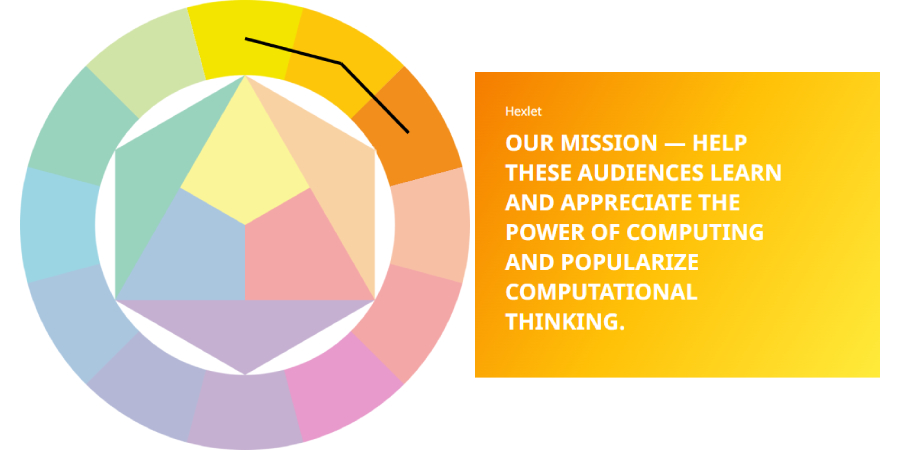 Hexlet
OUR MISSION — HELP
THESE AUDIENCES LEARN
AND APPRECIATE THE
POWER OF COMPUTING
AND POPULARIZE
COMPUTATIONAL
THINKING.